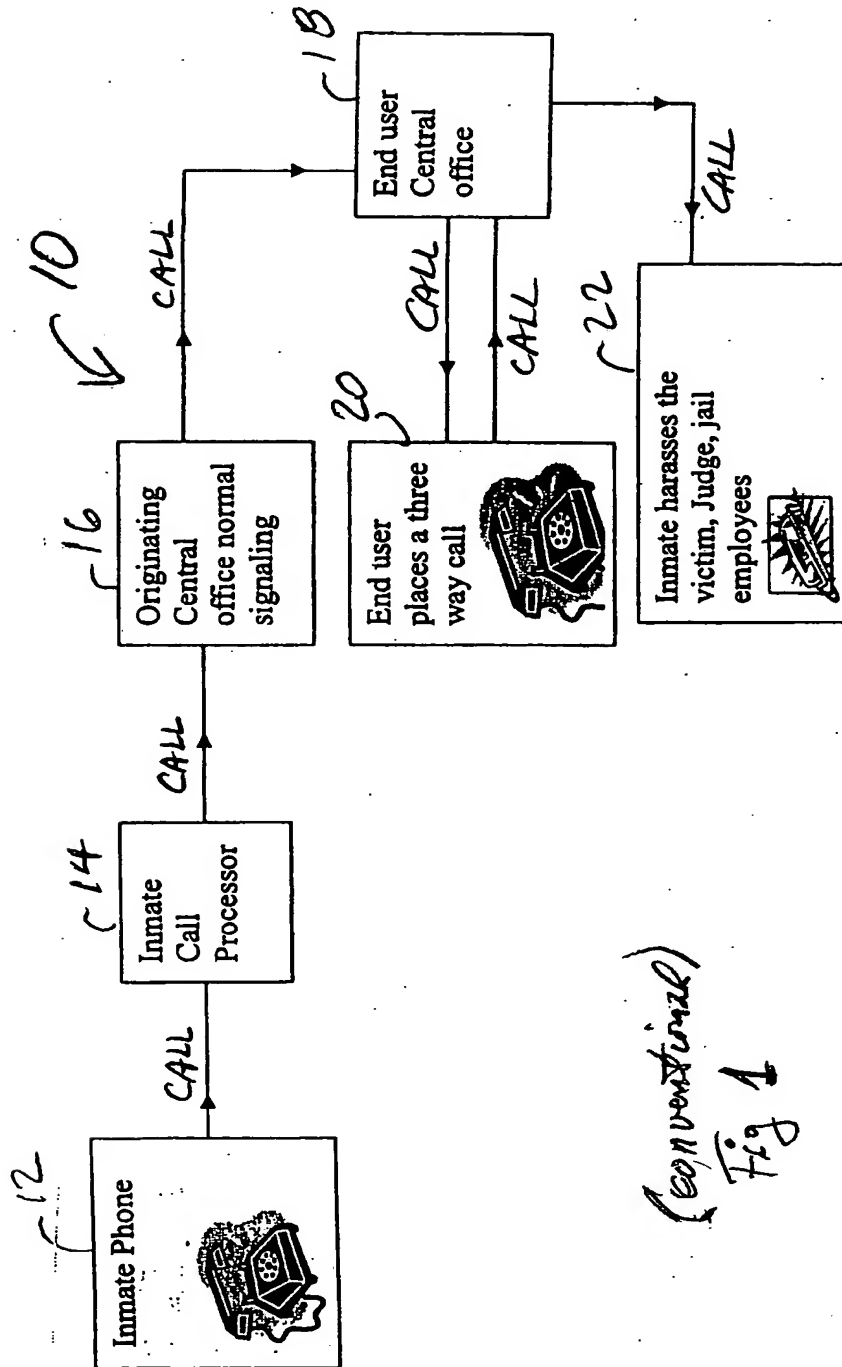 10
12
Inmate Phone
CALL
14
Inmate
Call
Processor
CALL
16
Originating
Central
office normal
signaling
CALL
18
End user
Central
office
CALL
CALL
20
End user
places a three
way call
CALL
22
Inmate harasses the
victim, Judge, jail
employees
(conventional)
Fig 1